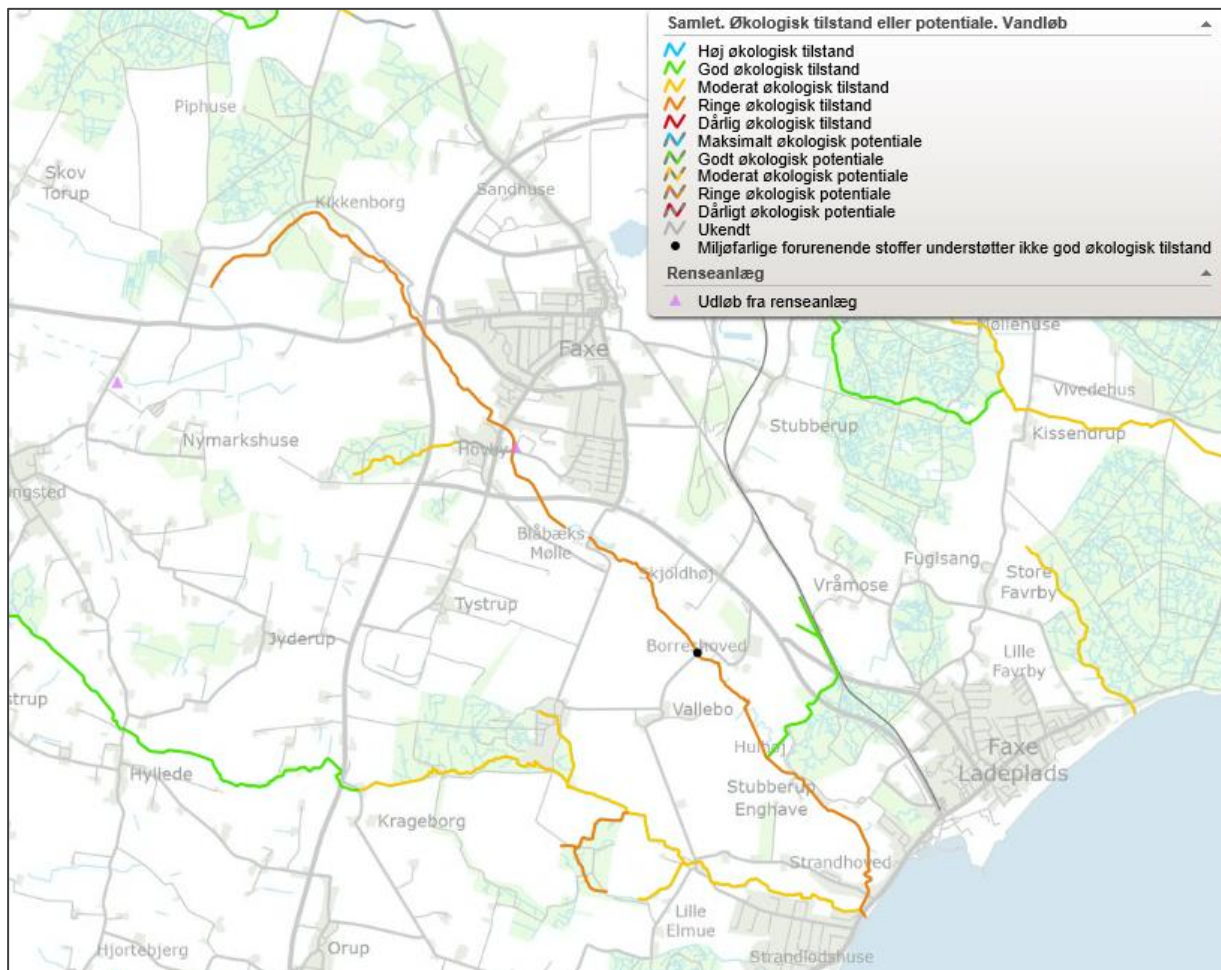 Samlet. Økologisk tilstand eller potentiale. Vandløb
Høj økologisk tilstand
God økologisk tilstand
Moderat økologisk tilstand
Ringe økologisk tilstand
Dårlig økologisk tilstand
Maksimalt økologisk potentiale
Godt økologisk potentiale
Moderat økologisk potentiale
Ringe økologisk potentiale
Dårligt økologisk potentiale
Ukendt
Miljøfarlige forurenende stoffer understøtter ikke god økologisk tilstand
Renseanlæg
Udløb fra renseanlæg
Piphuse
Skov
Torup
Kikkenborg
Sandhuse
Faxe
Møllehuse
Vivedehus
Stubberup
Kissendrup
Nymarkshuse
Hovby
ngsted
Blåbæks
Mølle
Skjoldhøj
Fuglsang
Vråmose
Store
Favrby
Tystrup
Jyderup
Borreshoved
Lille
Favrby
strup
Vallebo
Hulhøj
Faxe
Ladeplads
Hyllede
Stubberup
Enghave
Krageborg
Strandhoved
Lille
Elmue
Hjortebjerg
Orup
Strandlodshuse